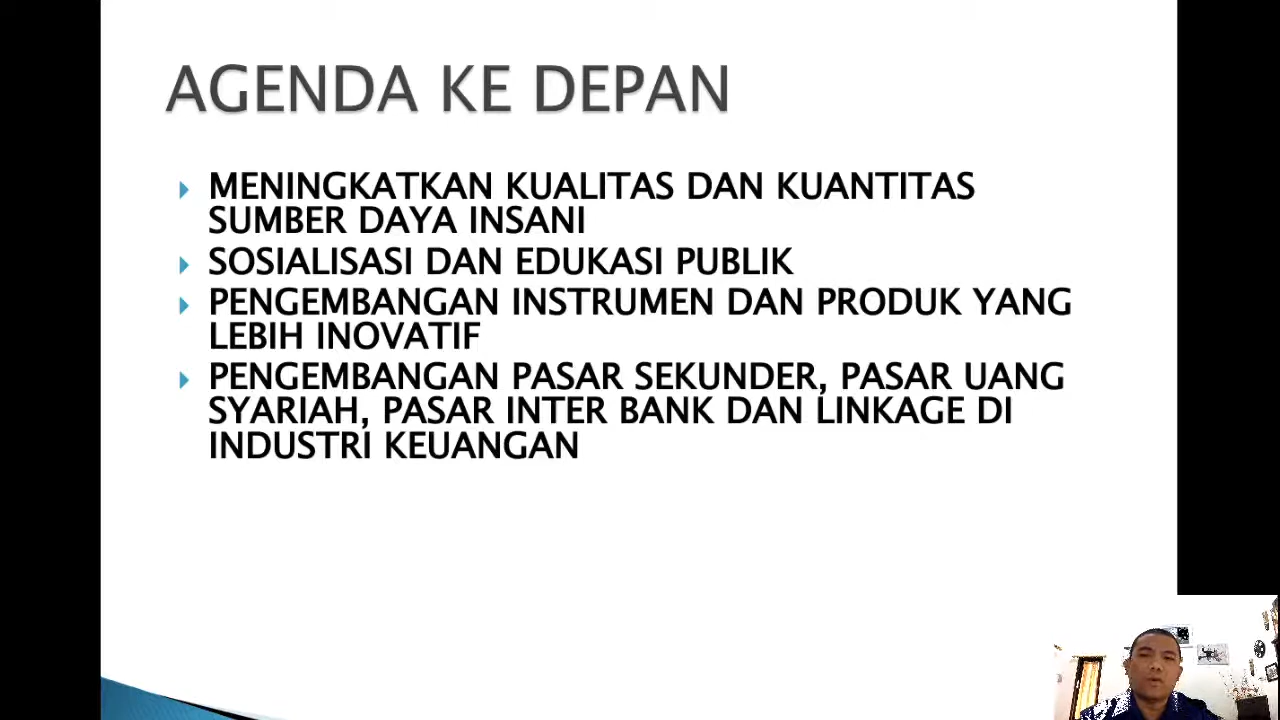 AGENDA KE DEPAN
MENINGKATKAN KUALITAS DAN KUANTITAS
SUMBER DAYA INSANI
SOSIALISASI DAN EDUKASI PUBLIK
PENGEMBANGAN INSTRUMEN DAN PRODUK YANG
LEBIH INOVATIF
PENGEMBANGAN PASAR SEKUNDER, PASAR UANG
SYARIAH, PASAR INTER BANK DAN LINKAGE DI
INDUSTRI KEUANGAN